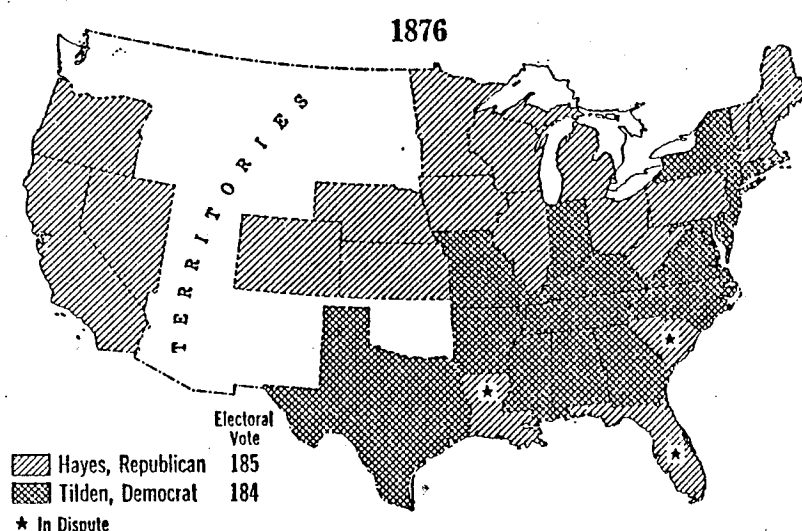 1876
TERRITORIES
Electoral
Vote
Hayes, Republican 185
Tilden, Democrat 184
★ In Dispute